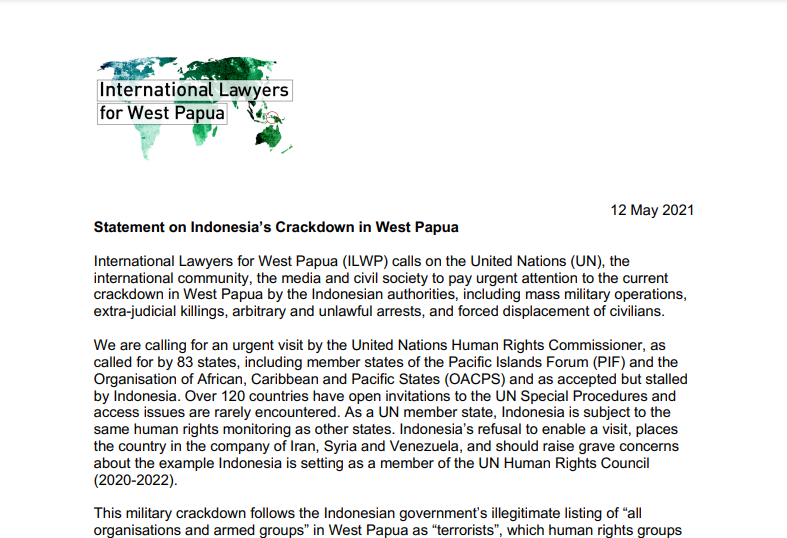 International Lawyers
for West Papua
12 May 2021
Statement on Indonesia’s Crackdown in West Papua
International Lawyers for West Papua (ILWP) calls on the United Nations (UN), the
international community, the media and civil society to pay urgent attention to the current
crackdown in West Papua by the Indonesian authorities, including mass military operations,
extra-judicial killings, arbitrary and unlawful arrests, and forced displacement of civilians.
We are calling for an urgent visit by the United Nations Human Rights Commissioner, as
called for by 83 states, including member states of the Pacific Islands Forum (PIF) and the
Organisation of African, Caribbean and Pacific States (OACPS) and as accepted but stalled
by Indonesia. Over 120 countries have open invitations to the UN Special Procedures and
access issues are rarely encountered. As a UN member state, Indonesia is subject to the
same human rights monitoring as other states. Indonesia’s refusal to enable a visit, places
the country in the company of Iran, Syria and Venezuela, and should raise grave concerns
about the example Indonesia is setting as a member of the UN Human Rights Council
(2020-2022).
This military crackdown follows the Indonesian government’s illegitimate listing of “all
organisations and armed groups” in West Papua as “terrorists”, which human rights groups